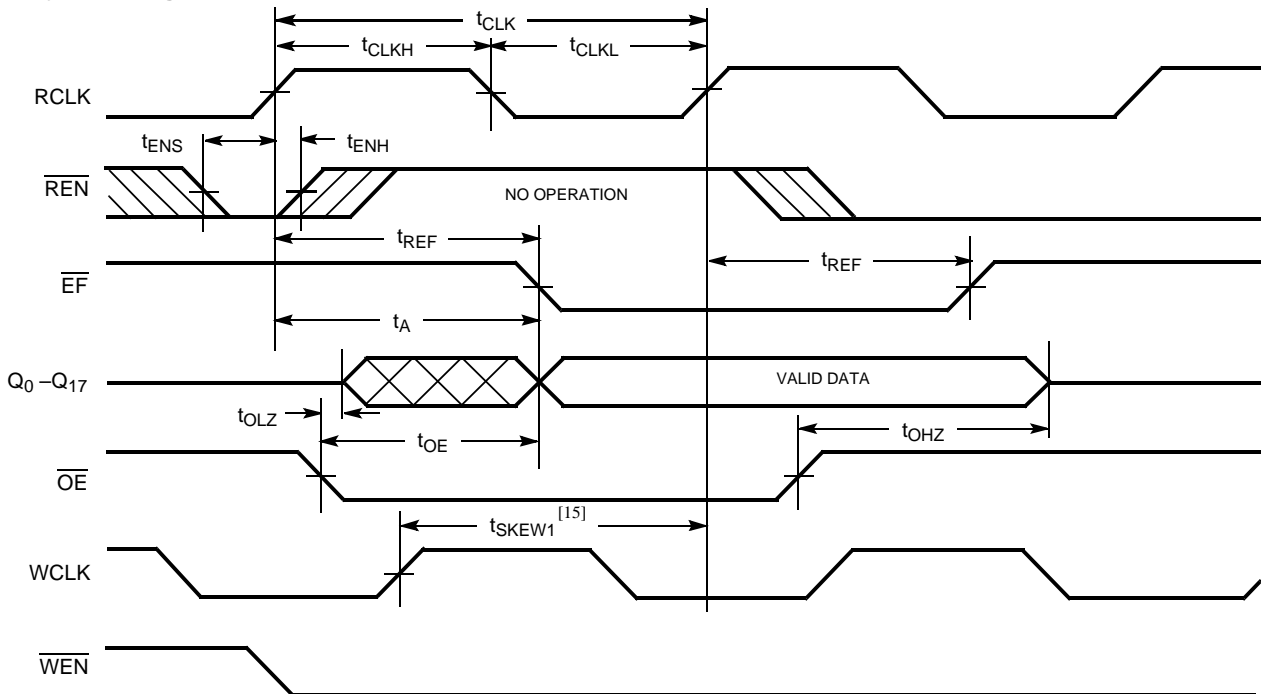 tCLK
tCLKH
tCLKL
RCLK
tENS
tENH
REN
NO OPERATION
tREF
tREF
EF
tA
Q0 –Q17
VALID DATA
tOLZ
tOE
tOHZ
OE
tSKEW1 [15]
WCLK
WEN